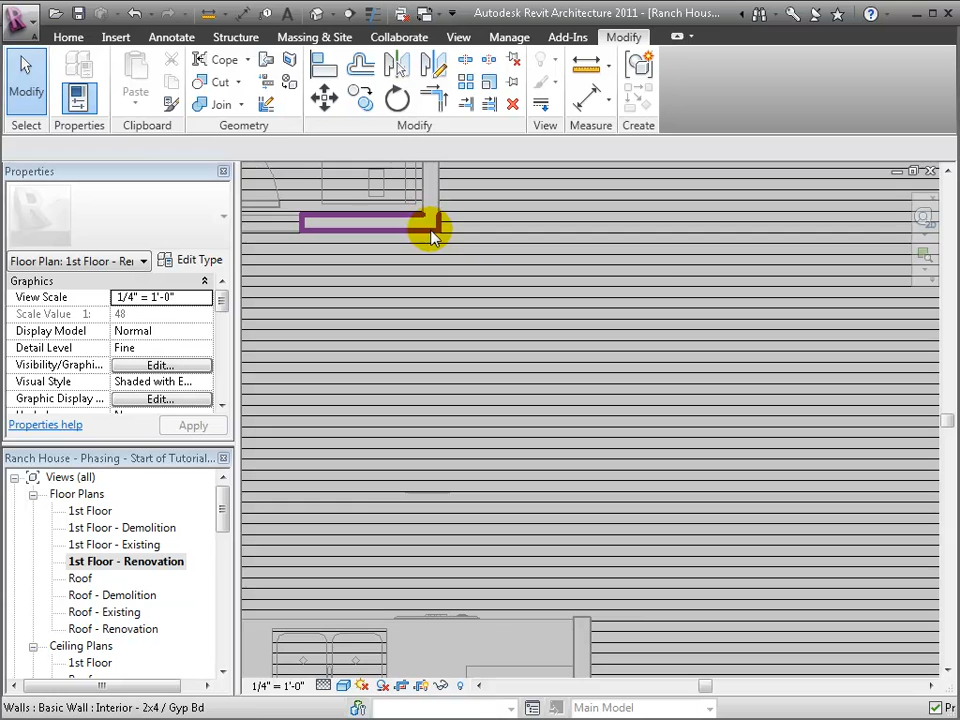 Autodesk Revit Architecture 2011 - [Ranch Hous...
Home Insert Annotate Structure Massing & Site Collaborate View Manage Add-Ins Modify
Modify
Paste
Cope
Cut
Join
Select Properties Clipboard Geometry Modify View Measure Create
Properties
Floor Plan: 1st Floor - Rei
Edit Type
Graphics
View Scale 1/4" = 1'-0"
Scale Value 1: 48
Display Model Normal
Detail Level Fine
Visibility/Graphi... Edit...
Visual Style Shaded with E...
Graphic Display ... Edit...
Properties help
Apply
Ranch House - Phasing - Start of Tutorial...
Views (all)
Floor Plans
1st Floor
1st Floor - Demolition
1st Floor - Existing
1st Floor - Renovation
Roof
Roof - Demolition
Roof - Existing
Roof - Renovation
Ceiling Plans
1st Floor
2D
1/4" = 1'-0"
Walls : Basic Wall : Interior - 2x4 / Gyp Bd
Main Model
Pr